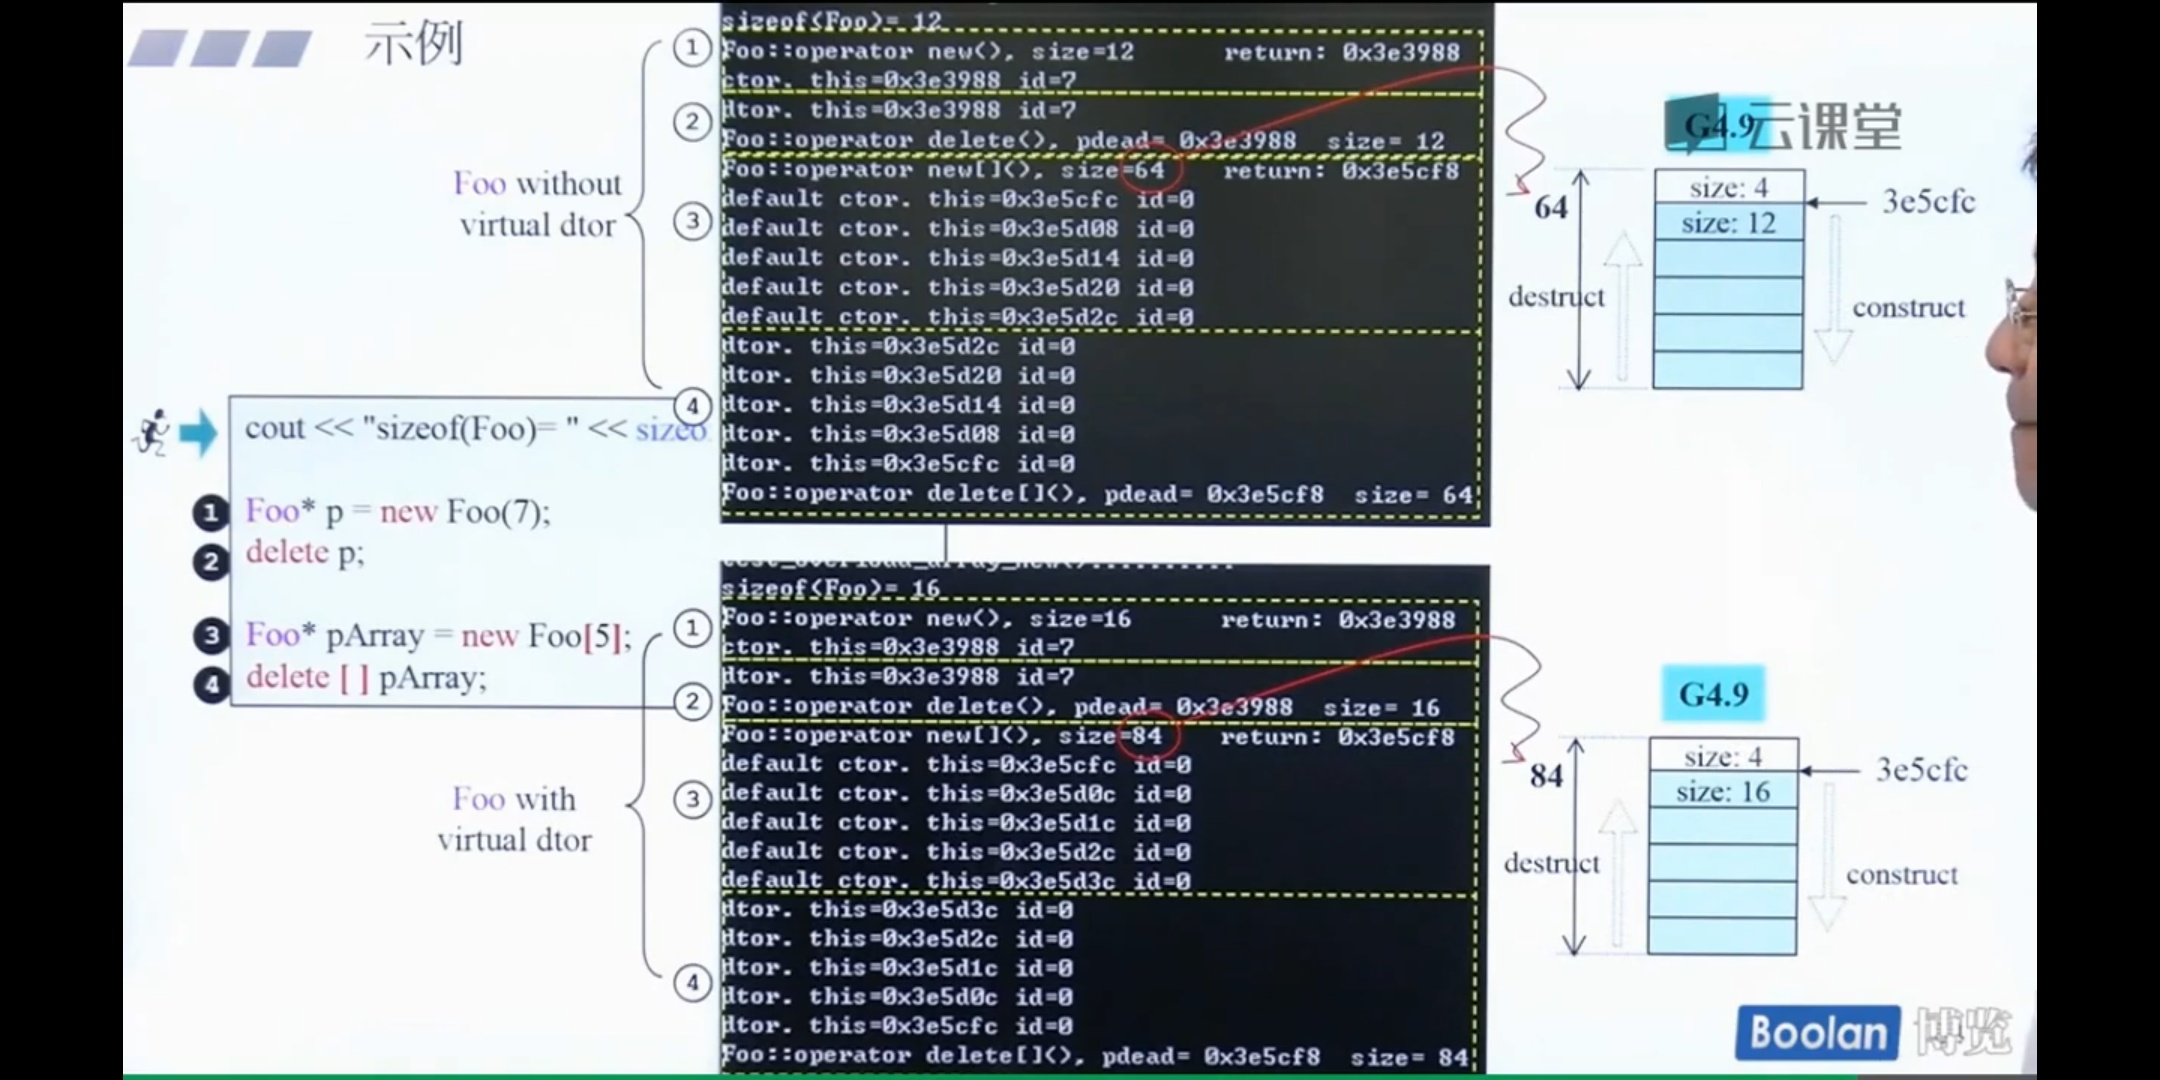 示例
Foo without
virtual dtor
①
②
③
④
sizeof(Foo)= 12
Foo::operator new(), size=12 return: 0x3e3988
ctor. this=0x3e3988 id=7
dtor. this=0x3e3988 id=7
Foo::operator delete(), pdead= 0x3e3988 size= 12
Foo::operator new[](), size=64 return: 0x3e5cf8
default ctor. this=0x3e5cfc id=0
default ctor. this=0x3e5d08 id=0
default ctor. this=0x3e5d14 id=0
default ctor. this=0x3e5d20 id=0
default ctor. this=0x3e5d2c id=0
dtor. this=0x3e5d2c id=0
dtor. this=0x3e5d20 id=0
dtor. this=0x3e5d14 id=0
dtor. this=0x3e5d08 id=0
dtor. this=0x3e5cfc id=0
Foo::operator delete[](), pdead= 0x3e5cf8 size= 64
G4.9
云课堂
64
size: 4
size: 12
3e5cfc
destruct
construct
cout << "sizeof(Foo)= " << sizeo
1 Foo* p = new Foo(7);
2 delete p;
3 Foo* pArray = new Foo[5];
4 delete [ ] pArray;
Foo with
virtual dtor
①
②
③
④
sizeof(Foo)= 16
Foo::operator new(), size=16 return: 0x3e3988
ctor. this=0x3e3988 id=7
dtor. this=0x3e3988 id=7
Foo::operator delete(), pdead= 0x3e3988 size= 16
Foo::operator new[](), size=84 return: 0x3e5cf8
default ctor. this=0x3e5cfc id=0
default ctor. this=0x3e5d0c id=0
default ctor. this=0x3e5d1c id=0
default ctor. this=0x3e5d2c id=0
default ctor. this=0x3e5d3c id=0
dtor. this=0x3e5d3c id=0
dtor. this=0x3e5d2c id=0
dtor. this=0x3e5d1c id=0
dtor. this=0x3e5d0c id=0
dtor. this=0x3e5cfc id=0
Foo::operator delete[](), pdead= 0x3e5cf8 size= 84
G4.9
84
size: 4
size: 16
3e5cfc
destruct
construct
Boolan 博览